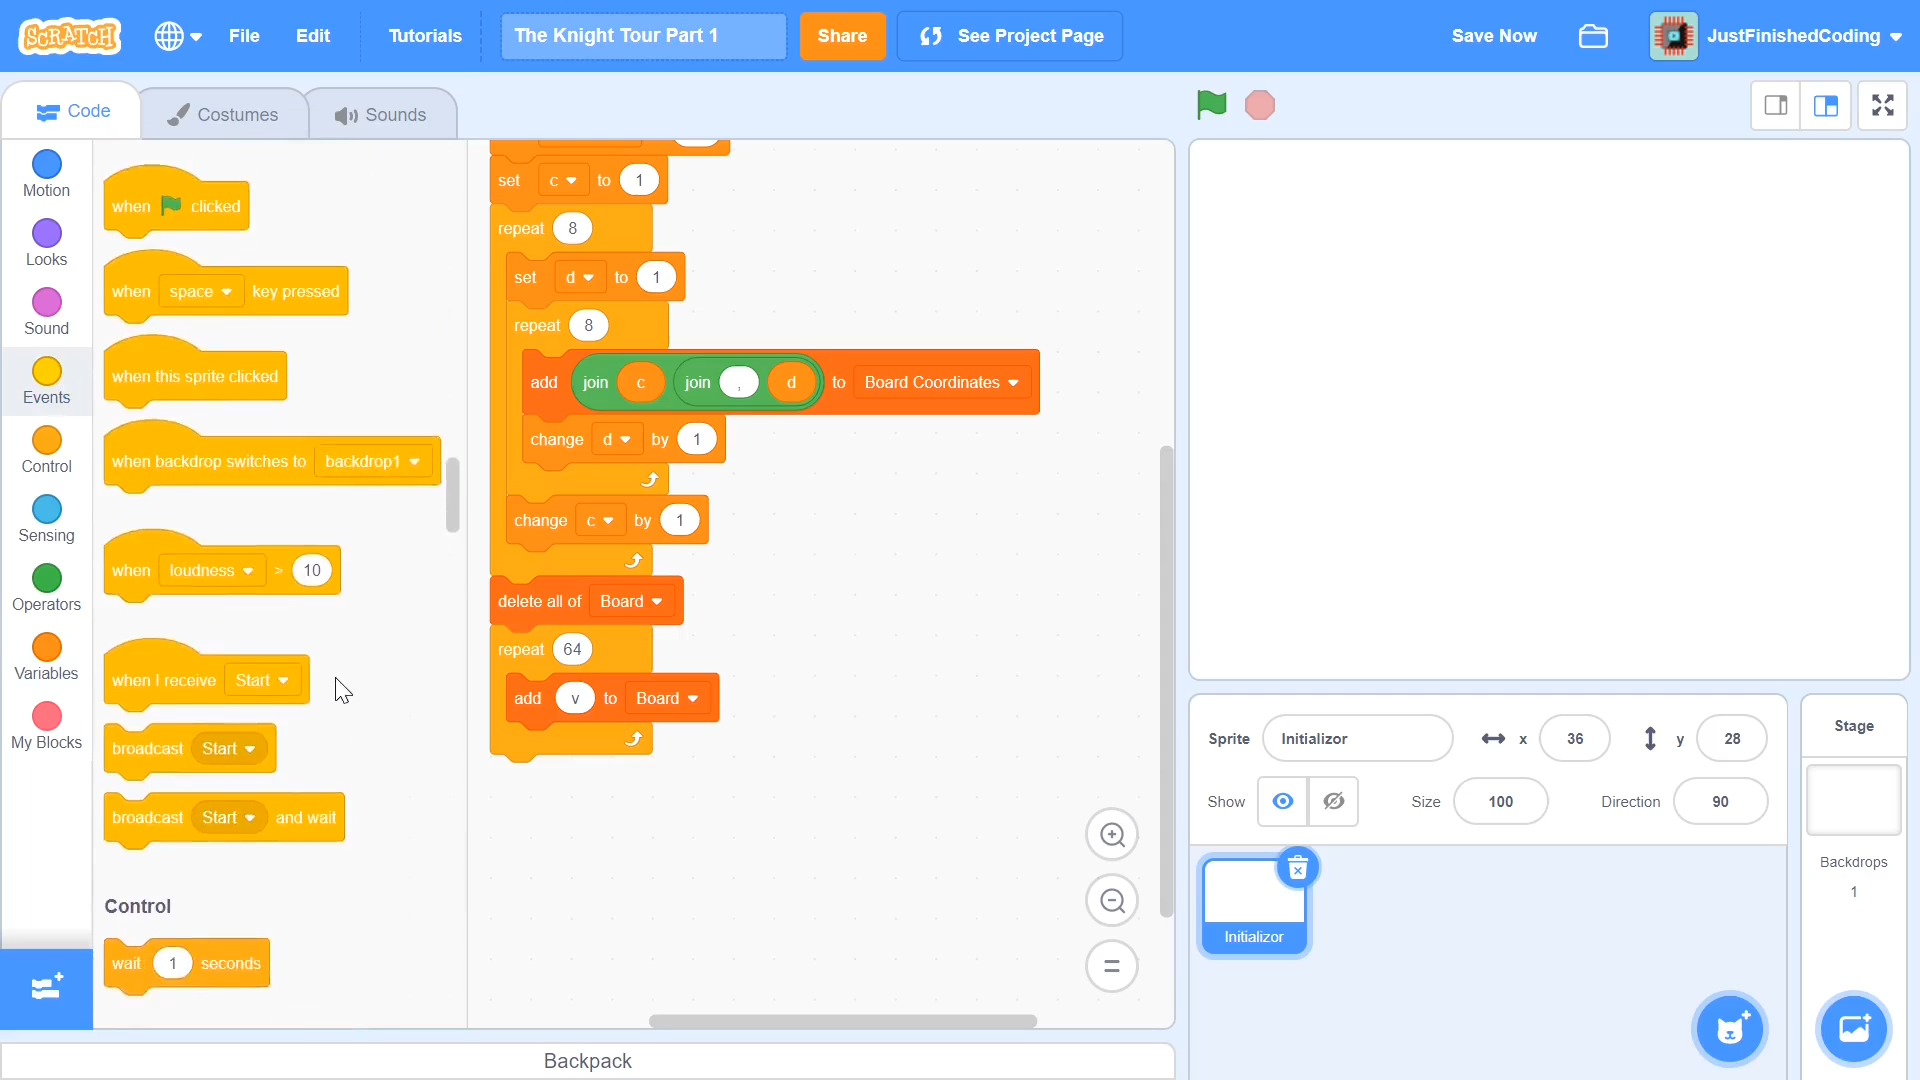 SCRATCH
File
Edit
Tutorials
The Knight Tour Part 1
Share
See Project Page
Save Now
JustFinishedCoding
Code
Costumes
Sounds
Motion
Looks
Sound
Events
Control
Sensing
Operators
Variables
My Blocks
when clicked
when space key pressed
when this sprite clicked
when backdrop switches to backdrop1
when loudness > 10
when I receive Start
broadcast Start
broadcast Start and wait
Control
wait 1 seconds
set c to 1
repeat 8
set d to 1
repeat 8
add join c join , d to Board Coordinates
change d by 1
change c by 1
delete all of Board
repeat 64
add v to Board
Backpack
Sprite Initializor x 36 y 28
Show Size 100 Direction 90
Initializor
Stage
Backdrops
1